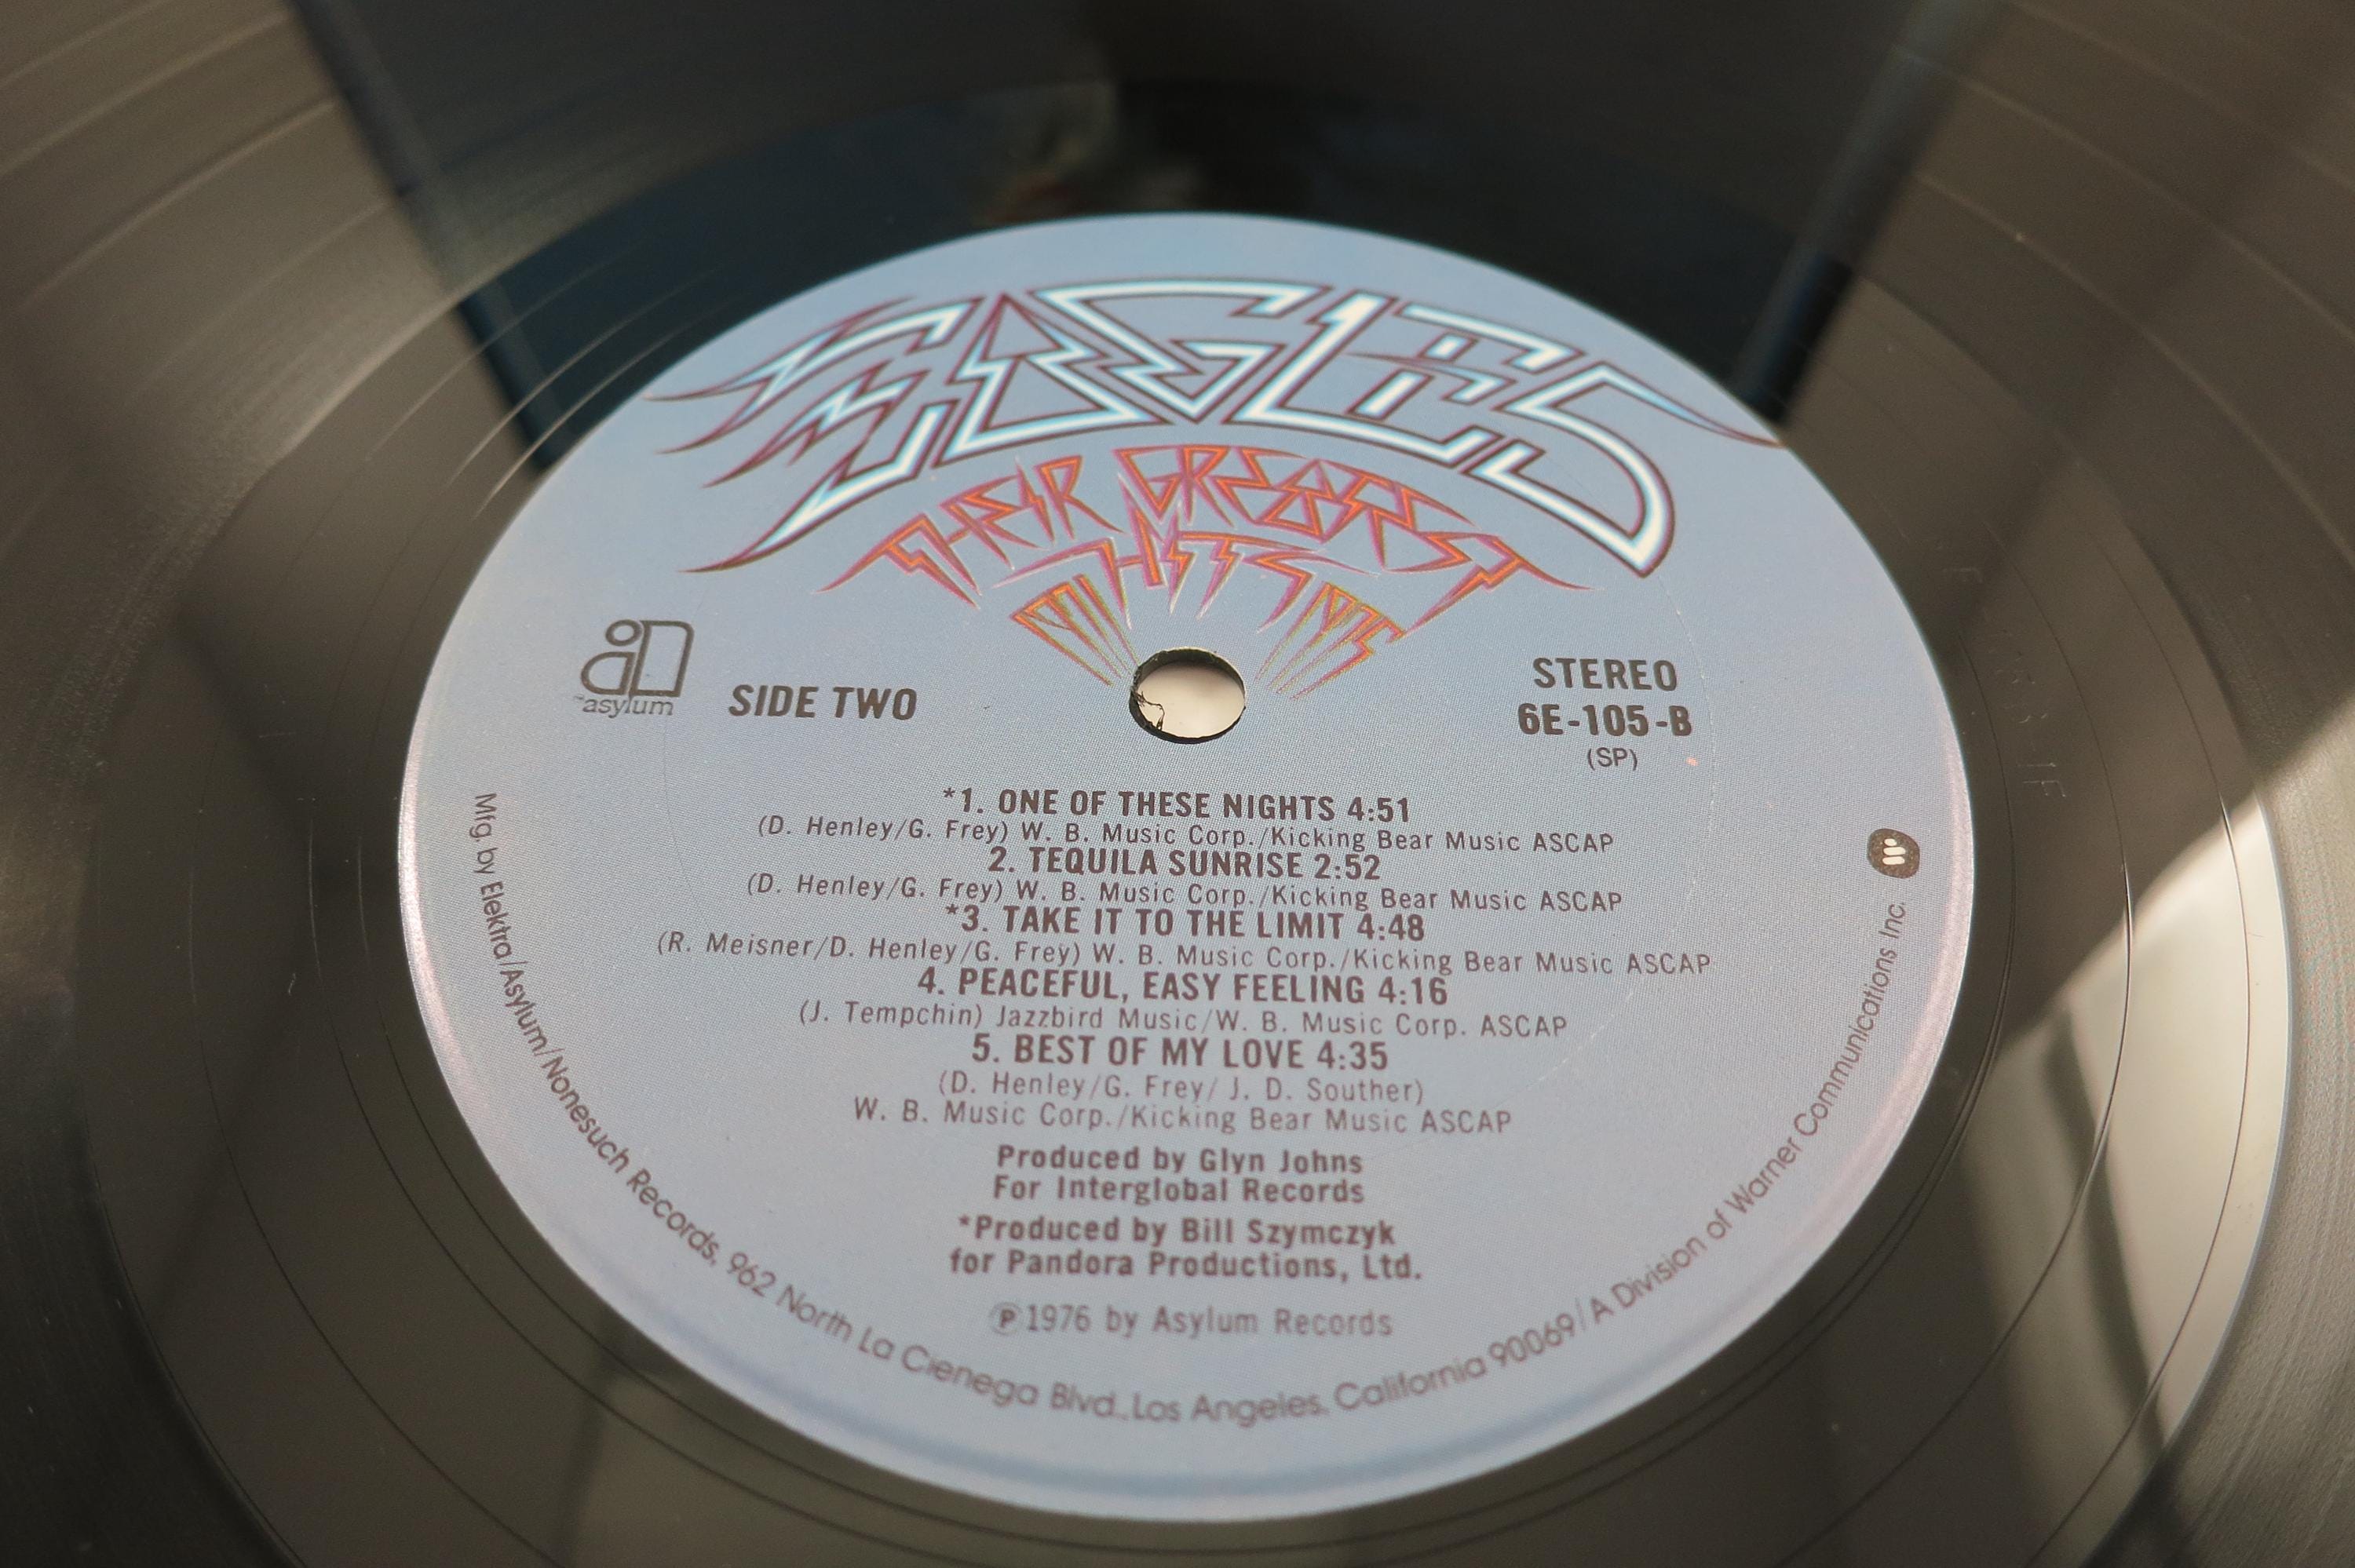 EAGLES
THEIR GREATEST
HITS
asylum
SIDE TWO
STEREO
6E-105-B
(SP)
*1. ONE OF THESE NIGHTS 4:51
(D. Henley/G. Frey) W. B. Music Corp./Kicking Bear Music ASCAP
2. TEQUILA SUNRISE 2:52
(D. Henley/G. Frey) W. B. Music Corp./Kicking Bear Music ASCAP
*3. TAKE IT TO THE LIMIT 4:48
(R. Meisner/D. Henley/G. Frey) W. B. Music Corp./Kicking Bear Music ASCAP
4. PEACEFUL, EASY FEELING 4:16
(J. Tempchin) Jazzbird Music/W. B. Music Corp. ASCAP
5. BEST OF MY LOVE 4:35
(D. Henley/G. Frey/ J. D. Souther)
W. B. Music Corp./Kicking Bear Music ASCAP
Produced by Glyn Johns
For Interglobal Records
*Produced by Bill Szymczyk
for Pandora Productions, Ltd.
℗1976 by Asylum Records
Mfg. by Elektra/Asylum/Nonesuch Records, 962 North La Cienega Blvd., Los Angeles, California 90069/A Division of Warner Communications Inc.